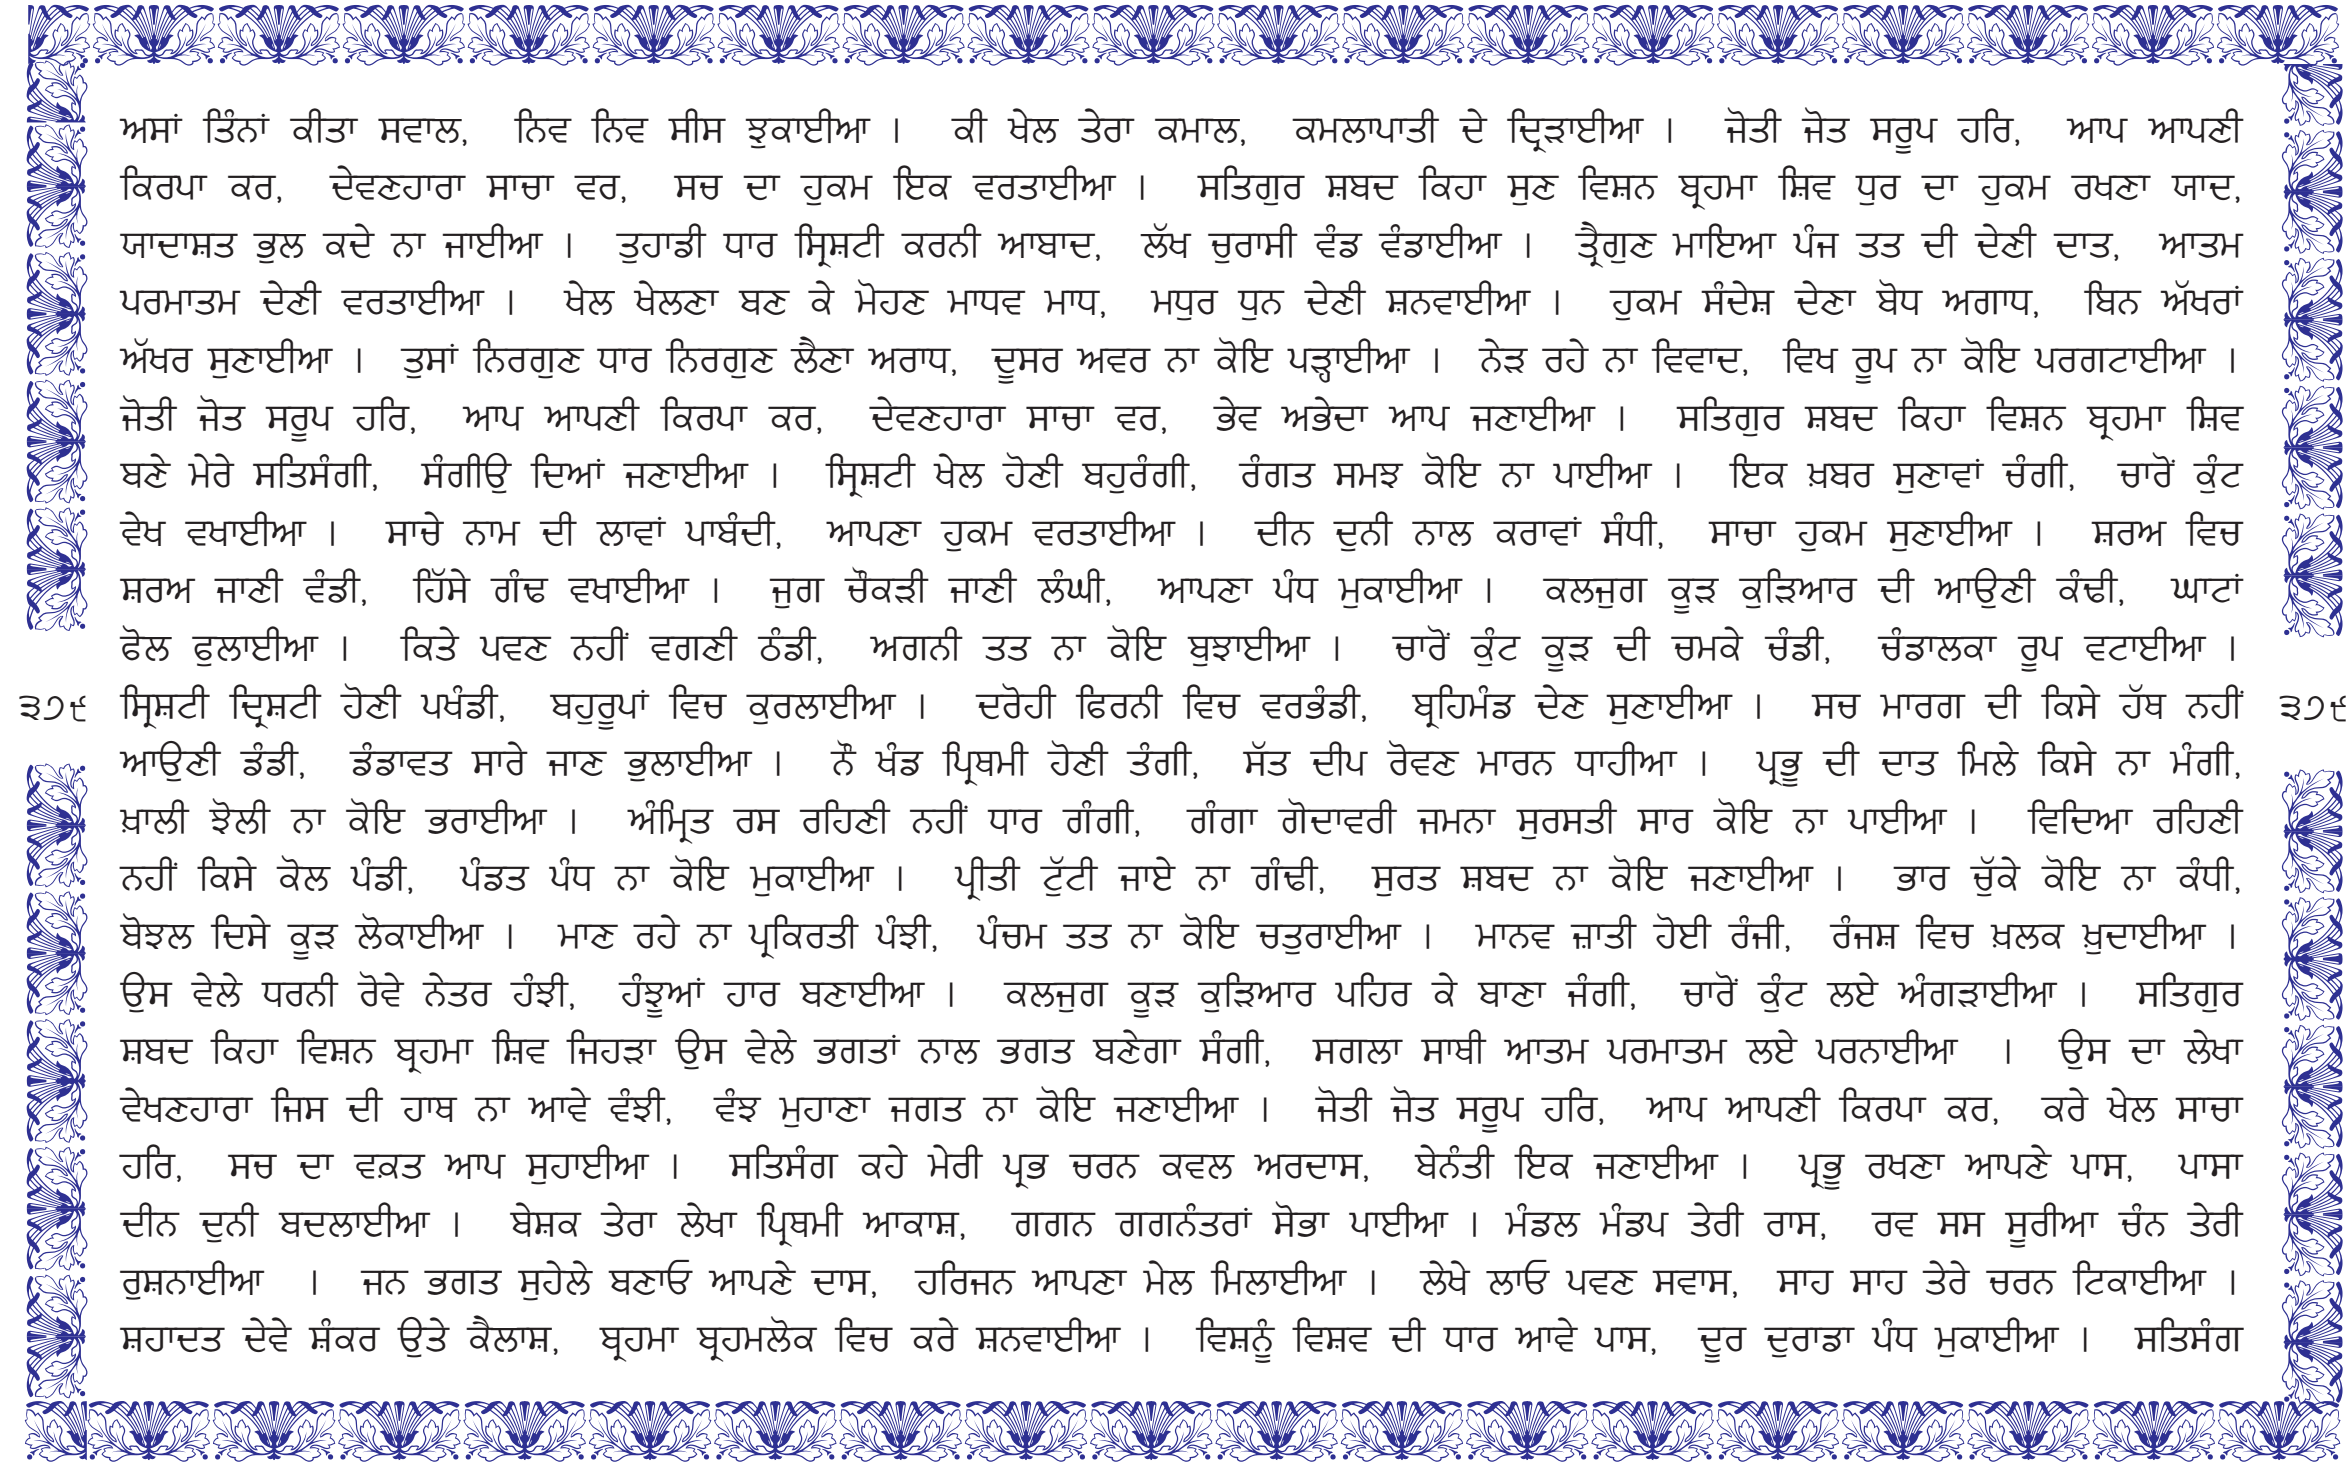 ਅਸਾਂ ਤਿੰਨਾਂ ਕੀਤਾ ਸਵਾਲ, ਨਿਵ ਨਿਵ ਸੀਸ ਝੁਕਾਈਆ । ਕੀ ਖੇਲ ਤੇਰਾ ਕਮਾਲ, ਕਮਲਾਪਾਤੀ ਦੇ ਦ੍ਰਿੜਾਈਆ । ਜੋਤੀ ਜੋਤ ਸਰੂਪ ਹਰਿ, ਆਪ ਆਪਣੀ
ਕਿਰਪਾ ਕਰ, ਦੇਵਣਹਾਰਾ ਸਾਚਾ ਵਰ, ਸਚ ਦਾ ਹੁਕਮ ਇਕ ਵਰਤਾਈਆ । ਸਤਿਗੁਰ ਸ਼ਬਦ ਕਿਹਾ ਸੁਣ ਵਿਸ਼ਨ ਬ੍ਰਹਮਾ ਸ਼ਿਵ ਧੁਰ ਦਾ ਹੁਕਮ ਰਖਣਾ ਯਾਦ,
ਯਾਦਾਸ਼ਤ ਭੁਲ ਕਦੇ ਨਾ ਜਾਈਆ । ਤੁਹਾਡੀ ਧਾਰ ਸ੍ਰਿਸ਼ਟੀ ਕਰਨੀ ਆਬਾਦ, ਲੱਖ ਚੁਰਾਸੀ ਵੰਡ ਵੰਡਾਈਆ । ਤ੍ਰੈਗੁਣ ਮਾਇਆ ਪੰਜ ਤਤ ਦੀ ਦੇਣੀ ਦਾਤ, ਆਤਮ
ਪਰਮਾਤਮ ਦੇਣੀ ਵਰਤਾਈਆ । ਖੇਲ ਖੇਲਣਾ ਬਣ ਕੇ ਮੋਹਣ ਮਾਧਵ ਮਾਧ, ਮਧੁਰ ਧੁਨ ਦੇਣੀ ਸ਼ਨਵਾਈਆ । ਹੁਕਮ ਸੰਦੇਸ਼ ਦੇਣਾ ਬੋਧ ਅਗਾਧ, ਬਿਨ ਅੱਖਰਾਂ
ਅੱਖਰ ਸੁਣਾਈਆ । ਤੁਸਾਂ ਨਿਰਗੁਣ ਧਾਰ ਨਿਰਗੁਣ ਲੈਣਾ ਅਰਾਧ, ਦੂਸਰ ਅਵਰ ਨਾ ਕੋਇ ਪੜ੍ਹਾਈਆ । ਨੇੜ ਰਹੇ ਨਾ ਵਿਵਾਦ, ਵਿਖ ਰੂਪ ਨਾ ਕੋਇ ਪਰਗਟਾਈਆ ।
ਜੋਤੀ ਜੋਤ ਸਰੂਪ ਹਰਿ, ਆਪ ਆਪਣੀ ਕਿਰਪਾ ਕਰ, ਦੇਵਣਹਾਰਾ ਸਾਚਾ ਵਰ, ਭੇਵ ਅਭੇਦਾ ਆਪ ਜਣਾਈਆ । ਸਤਿਗੁਰ ਸ਼ਬਦ ਕਿਹਾ ਵਿਸ਼ਨ ਬ੍ਰਹਮਾ ਸ਼ਿਵ
ਬਣੇ ਮੇਰੇ ਸਤਿਸੰਗੀ, ਸੰਗੀਉ ਦਿਆਂ ਜਣਾਈਆ । ਸ੍ਰਿਸ਼ਟੀ ਖੇਲ ਹੋਣੀ ਬਹੁਰੰਗੀ, ਰੰਗਤ ਸਮਝ ਕੋਇ ਨਾ ਪਾਈਆ । ਇਕ ਖ਼ਬਰ ਸੁਣਾਵਾਂ ਚੰਗੀ, ਚਾਰੋਂ ਕੁੰਟ
ਵੇਖ ਵਖਾਈਆ । ਸਾਚੇ ਨਾਮ ਦੀ ਲਾਵਾਂ ਪਾਬੰਦੀ, ਆਪਣਾ ਹੁਕਮ ਵਰਤਾਈਆ । ਦੀਨ ਦੁਨੀ ਨਾਲ ਕਰਾਵਾਂ ਸੰਧੀ, ਸਾਚਾ ਹੁਕਮ ਸੁਣਾਈਆ । ਸ਼ਰਅ ਵਿਚ
ਸ਼ਰਅ ਜਾਣੀ ਵੰਡੀ, ਹਿੱਸੇ ਗੰਢ ਵਖਾਈਆ । ਜੁਗ ਚੌਕੜੀ ਜਾਣੀ ਲੰਘੀ, ਆਪਣਾ ਪੰਧ ਮੁਕਾਈਆ । ਕਲਜੁਗ ਕੂੜ ਕੁੜਿਆਰ ਦੀ ਆਉਣੀ ਕੰਢੀ, ਘਾਟਾਂ
ਫੋਲ ਫੁਲਾਈਆ । ਕਿਤੇ ਪਵਣ ਨਹੀਂ ਵਗਣੀ ਠੰਡੀ, ਅਗਨੀ ਤਤ ਨਾ ਕੋਇ ਬੁਝਾਈਆ । ਚਾਰੋਂ ਕੁੰਟ ਕੂੜ ਦੀ ਚਮਕੇ ਚੰਡੀ, ਚੰਡਾਲਕਾ ਰੂਪ ਵਟਾਈਆ ।
੩੭੯ ਸ੍ਰਿਸ਼ਟੀ ਦ੍ਰਿਸ਼ਟੀ ਹੋਣੀ ਪਖੰਡੀ, ਬਹੁਰੂਪਾਂ ਵਿਚ ਕੁਰਲਾਈਆ । ਦਰੋਹੀ ਫਿਰਨੀ ਵਿਚ ਵਰਭੰਡੀ, ਬ੍ਰਹਿਮੰਡ ਦੇਣ ਸੁਣਾਈਆ । ਸਚ ਮਾਰਗ ਦੀ ਕਿਸੇ ਹੱਥ ਨਹੀਂ ੩੭੯
ਆਉਣੀ ਡੰਡੀ, ਡੰਡਾਵਤ ਸਾਰੇ ਜਾਣ ਭੁਲਾਈਆ । ਨੌ ਖੰਡ ਪ੍ਰਿਥਮੀ ਹੋਣੀ ਤੰਗੀ, ਸੱਤ ਦੀਪ ਰੋਵਣ ਮਾਰਨ ਧਾਹੀਆ । ਪ੍ਰਭੂ ਦੀ ਦਾਤ ਮਿਲੇ ਕਿਸੇ ਨਾ ਮੰਗੀ,
ਖ਼ਾਲੀ ਝੋਲੀ ਨਾ ਕੋਇ ਭਰਾਈਆ । ਅੰਮ੍ਰਿਤ ਰਸ ਰਹਿਣੀ ਨਹੀਂ ਧਾਰ ਗੰਗੀ, ਗੰਗਾ ਗੋਦਾਵਰੀ ਜਮਨਾ ਸੁਰਸਤੀ ਸਾਰ ਕੋਇ ਨਾ ਪਾਈਆ । ਵਿਦਿਆ ਰਹਿਣੀ
ਨਹੀਂ ਕਿਸੇ ਕੋਲ ਪੰਡੀ, ਪੰਡਤ ਪੰਧ ਨਾ ਕੋਇ ਮੁਕਾਈਆ । ਪ੍ਰੀਤੀ ਟੁੱਟੀ ਜਾਏ ਨਾ ਗੰਢੀ, ਸੁਰਤ ਸ਼ਬਦ ਨਾ ਕੋਇ ਜਣਾਈਆ । ਭਾਰ ਚੁੱਕੇ ਕੋਇ ਨਾ ਕੰਧੀ,
ਬੋਝਲ ਦਿਸੇ ਕੂੜ ਲੋਕਾਈਆ । ਮਾਣ ਰਹੇ ਨਾ ਪ੍ਰਕਿਰਤੀ ਪੰਝੀ, ਪੰਚਮ ਤਤ ਨਾ ਕੋਇ ਚਤੁਰਾਈਆ । ਮਾਨਵ ਜ਼ਾਤੀ ਹੋਈ ਰੰਜੀ, ਰੰਜਸ਼ ਵਿਚ ਖ਼ਲਕ ਖ਼ੁਦਾਈਆ ।
ਉਸ ਵੇਲੇ ਧਰਨੀ ਰੋਵੇ ਨੇਤਰ ਹੰਝੀ, ਹੰਝੂਆਂ ਹਾਰ ਬਣਾਈਆ । ਕਲਜੁਗ ਕੂੜ ਕੁੜਿਆਰ ਪਹਿਰ ਕੇ ਬਾਣਾ ਜੰਗੀ, ਚਾਰੋਂ ਕੁੰਟ ਲਏ ਅੰਗੜਾਈਆ । ਸਤਿਗੁਰ
ਸ਼ਬਦ ਕਿਹਾ ਵਿਸ਼ਨ ਬ੍ਰਹਮਾ ਸ਼ਿਵ ਜਿਹੜਾ ਉਸ ਵੇਲੇ ਭਗਤਾਂ ਨਾਲ ਭਗਤ ਬਣੇਗਾ ਸੰਗੀ, ਸਗਲਾ ਸਾਥੀ ਆਤਮ ਪਰਮਾਤਮ ਲਏ ਪਰਨਾਈਆ । ਉਸ ਦਾ ਲੇਖਾ
ਵੇਖਣਹਾਰਾ ਜਿਸ ਦੀ ਹਾਥ ਨਾ ਆਵੇ ਵੰਝੀ, ਵੰਝ ਮੁਹਾਣਾ ਜਗਤ ਨਾ ਕੋਇ ਜਣਾਈਆ । ਜੋਤੀ ਜੋਤ ਸਰੂਪ ਹਰਿ, ਆਪ ਆਪਣੀ ਕਿਰਪਾ ਕਰ, ਕਰੇ ਖੇਲ ਸਾਚਾ
ਹਰਿ, ਸਚ ਦਾ ਵਕ਼ਤ ਆਪ ਸੁਹਾਈਆ । ਸਤਿਸੰਗ ਕਹੇ ਮੇਰੀ ਪ੍ਰਭ ਚਰਨ ਕਵਲ ਅਰਦਾਸ, ਬੇਨੰਤੀ ਇਕ ਜਣਾਈਆ । ਪ੍ਰਭੂ ਰਖਣਾ ਆਪਣੇ ਪਾਸ, ਪਾਸਾ
ਦੀਨ ਦੁਨੀ ਬਦਲਾਈਆ । ਬੇਸ਼ਕ ਤੇਰਾ ਲੇਖਾ ਪ੍ਰਿਥਮੀ ਆਕਾਸ਼, ਗਗਨ ਗਗਨੰਤਰਾਂ ਸੋਭਾ ਪਾਈਆ । ਮੰਡਲ ਮੰਡਪ ਤੇਰੀ ਰਾਸ, ਰਵ ਸਸ ਸੂਰੀਆ ਚੰਨ ਤੇਰੀ
ਰੁਸ਼ਨਾਈਆ । ਜਨ ਭਗਤ ਸੁਹੇਲੇ ਬਣਾਓ ਆਪਣੇ ਦਾਸ, ਹਰਿਜਨ ਆਪਣਾ ਮੇਲ ਮਿਲਾਈਆ । ਲੇਖੇ ਲਾਓ ਪਵਣ ਸਵਾਸ, ਸਾਹ ਸਾਹ ਤੇਰੇ ਚਰਨ ਟਿਕਾਈਆ ।
ਸ਼ਹਾਦਤ ਦੇਵੇ ਸ਼ੰਕਰ ਉਤੇ ਕੈਲਾਸ਼, ਬ੍ਰਹਮਾ ਬ੍ਰਹਮਲੋਕ ਵਿਚ ਕਰੇ ਸ਼ਨਵਾਈਆ । ਵਿਸ਼ਨੂੰ ਵਿਸ਼ਵ ਦੀ ਧਾਰ ਆਵੇ ਪਾਸ, ਦੂਰ ਦੁਰਾਡਾ ਪੰਧ ਮੁਕਾਈਆ । ਸਤਿਸੰਗ